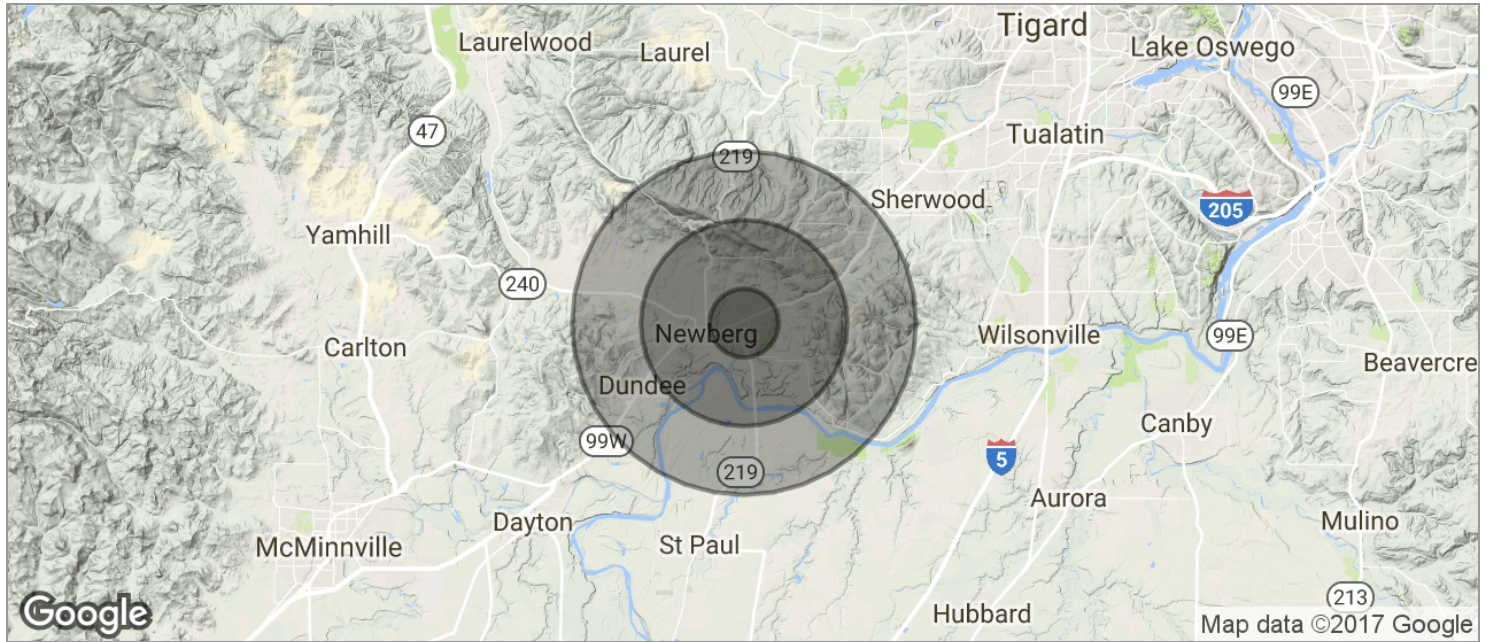 Tigard
Laurelwood
Laurel
Lake Oswego
99E
47
Tualatin
219
Sherwood
205
Yamhill
240
Newberg
Wilsonville
99E
Carlton
Beavercre
Dundee
Canby
99W
5
219
Aurora
Dayton
Mulino
McMinnville
St Paul
213
Hubbard
Google
Map data ©2017 Google